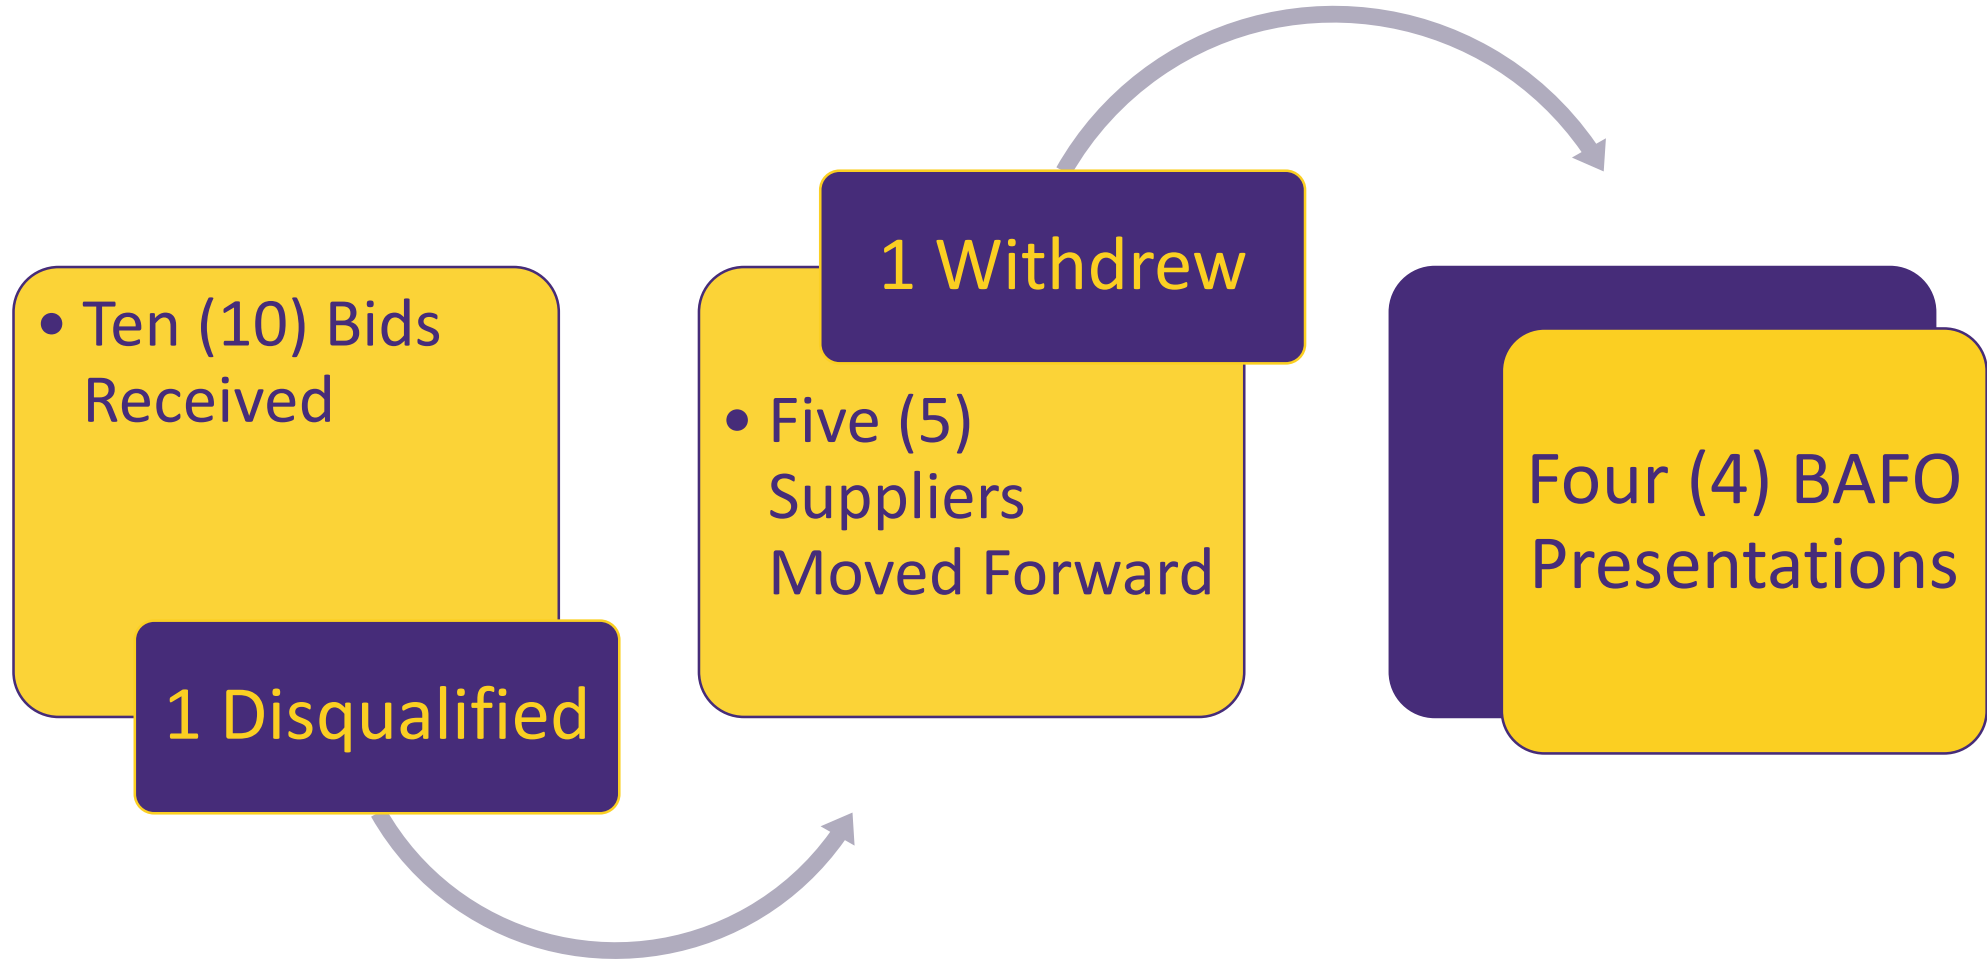 • Ten (10) Bids
Received
1 Disqualified
1 Withdrew
• Five (5)
Suppliers
Moved Forward
Four (4) BAFO
Presentations